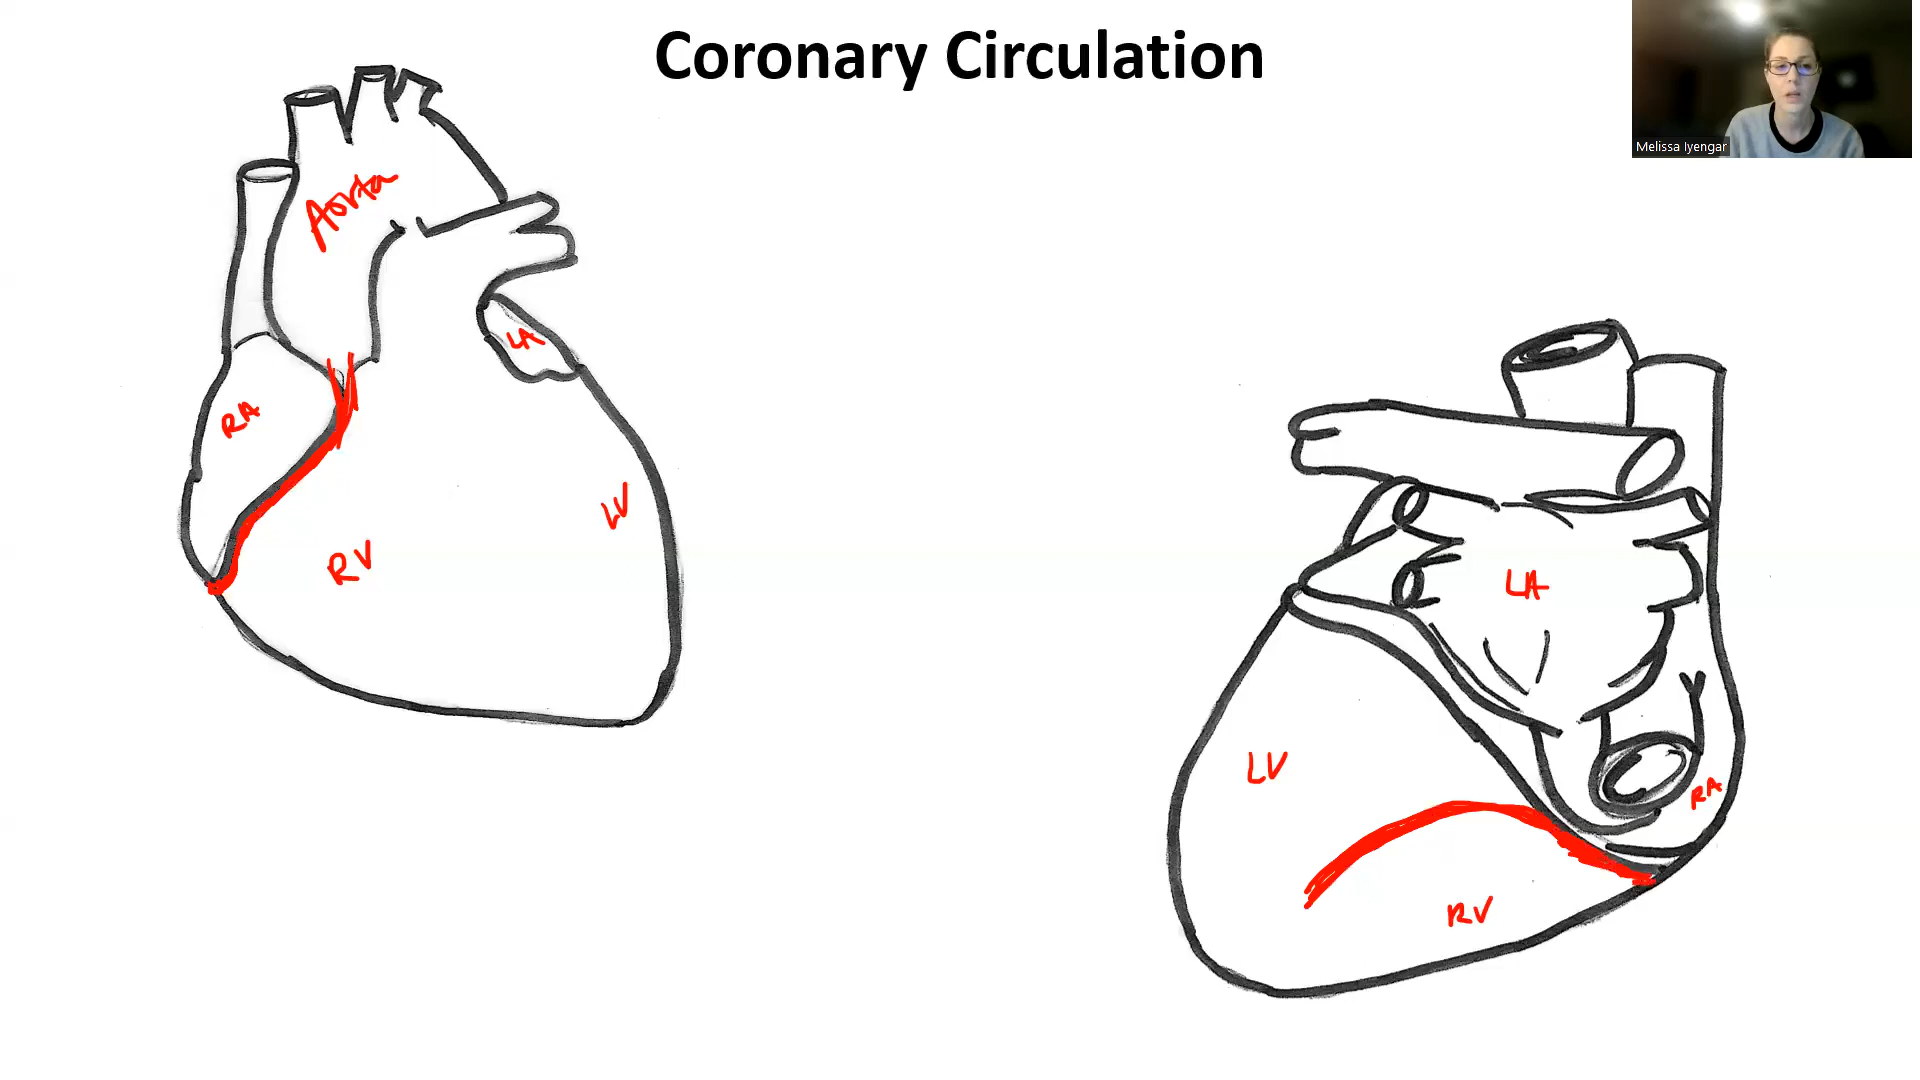 Coronary Circulation
Melissa Iyengar
Aorta
LA
RA
LV
RV
LA
LV
RA
RV